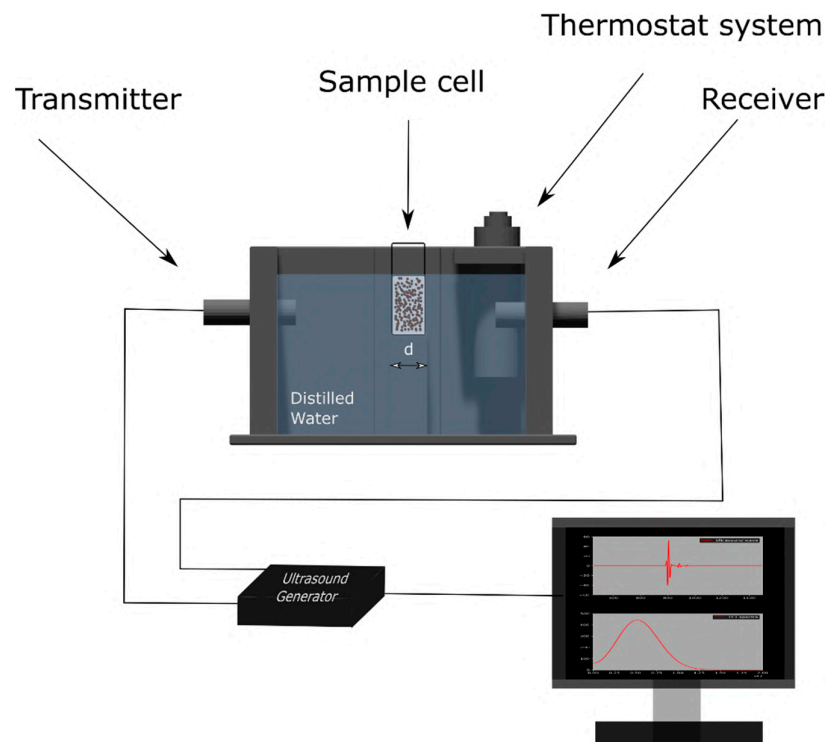 Thermostat system
Sample cell
Transmitter
Receiver
d
Distilled
Water
Ultrasound
Generator